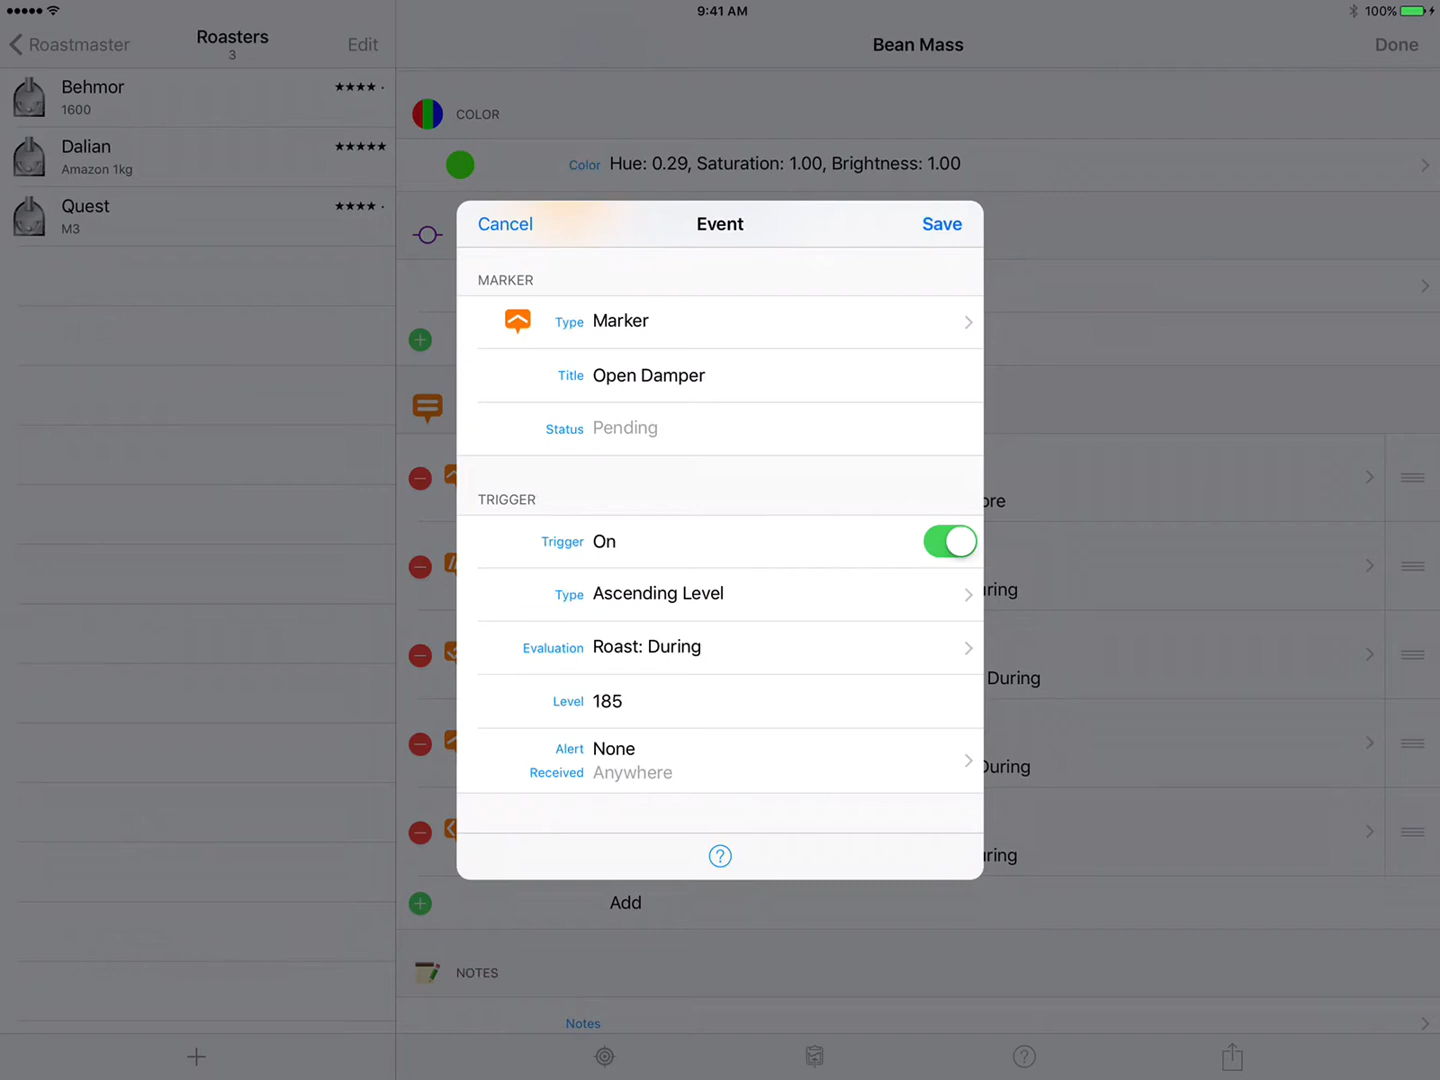 9:41 AM
100%
Roastmaster
Roasters
3
Edit
Bean Mass
Done
Behmor
1600
★★★★ ·
Dalian
Amazon 1kg
★★★★★
Quest
M3
★★★★ ·
COLOR
Color Hue: 0.29, Saturation: 1.00, Brightness: 1.00
Cancel
Event
Save
MARKER
Type Marker
Title Open Damper
Status Pending
TRIGGER
Trigger On
Type Ascending Level
Evaluation Roast: During
Level 185
Alert None
Received Anywhere
?
ore
uring
During
During
uring
Add
NOTES
Notes
?